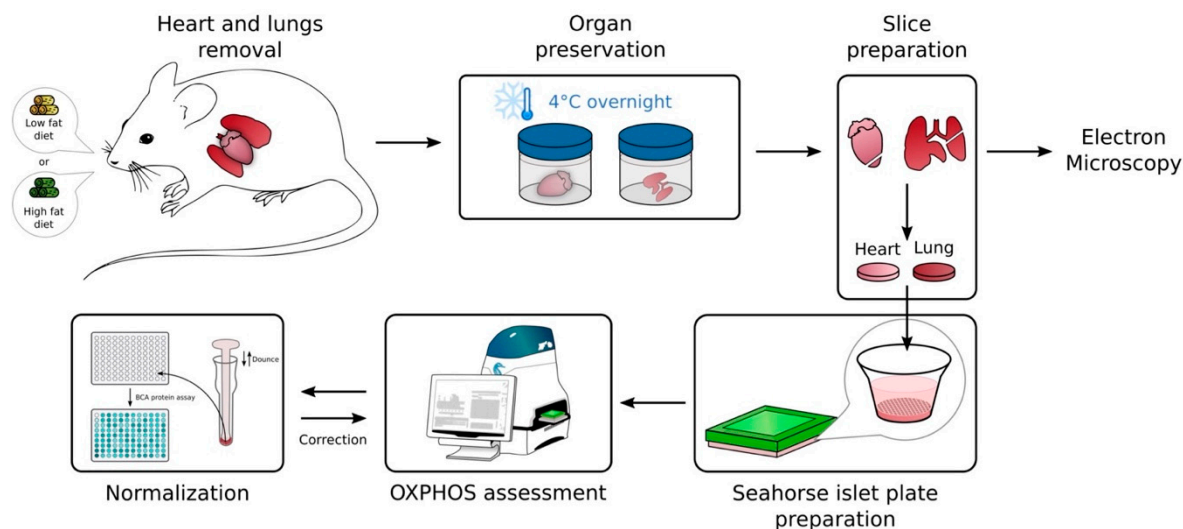 Heart and lungs
removal
Low fat
diet
or
High fat
diet
Organ
preservation
4°C overnight
Slice
preparation
Heart Lung
Electron
Microscopy
Dounce
BCA protein assay
Correction
Normalization
OXPHOS assessment
Seahorse islet plate
preparation